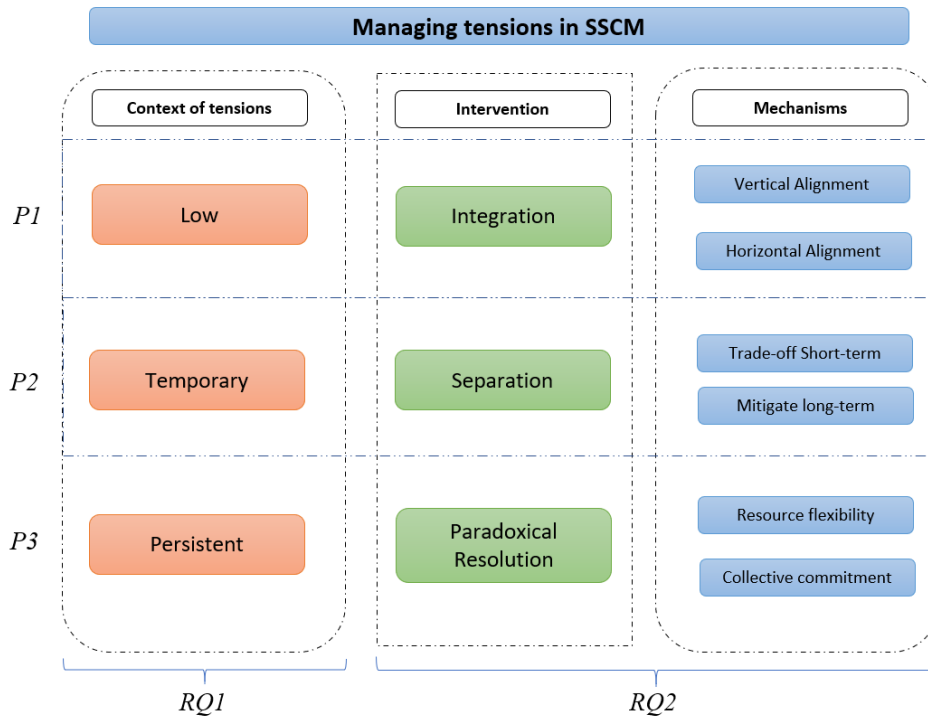 Managing tensions in SSCM
Context of tensions
Intervention
Mechanisms
P1
Low
Integration
Vertical Alignment
Horizontal Alignment
P2
Temporary
Separation
Trade-off Short-term
Mitigate long-term
P3
Persistent
Paradoxical
Resolution
Resource flexibility
Collective commitment
RQ1
RQ2